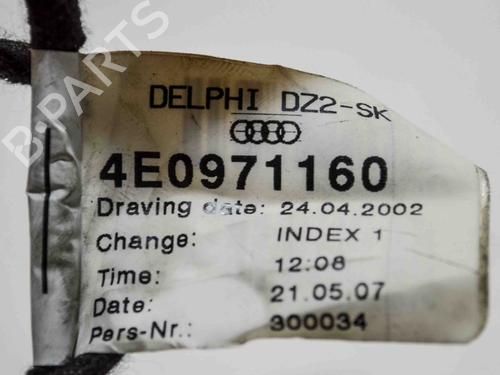 DELPHI DZ2-SK
4E0971160
Draving date: 24.04.2002
Change: INDEX 1
Time: 12:08
Date: 21.05.07
Pers-Nr.: 300034
B-PARTS